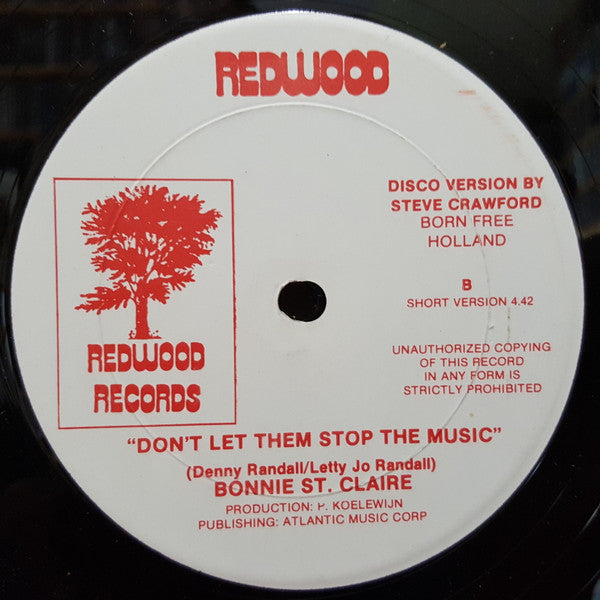 REDWOOD
REDWOOD
RECORDS
DISCO VERSION BY
STEVE CRAWFORD
BORN FREE
HOLLAND
B
SHORT VERSION 4.42
UNAUTHORIZED COPYING
OF THIS RECORD
IN ANY FORM IS
STRICTLY PROHIBITED
"DON'T LET THEM STOP THE MUSIC"
(Denny Randall/Letty Jo Randall)
BONNIE ST. CLAIRE
PRODUCTION: P. KOELEWIJN
PUBLISHING: ATLANTIC MUSIC CORP